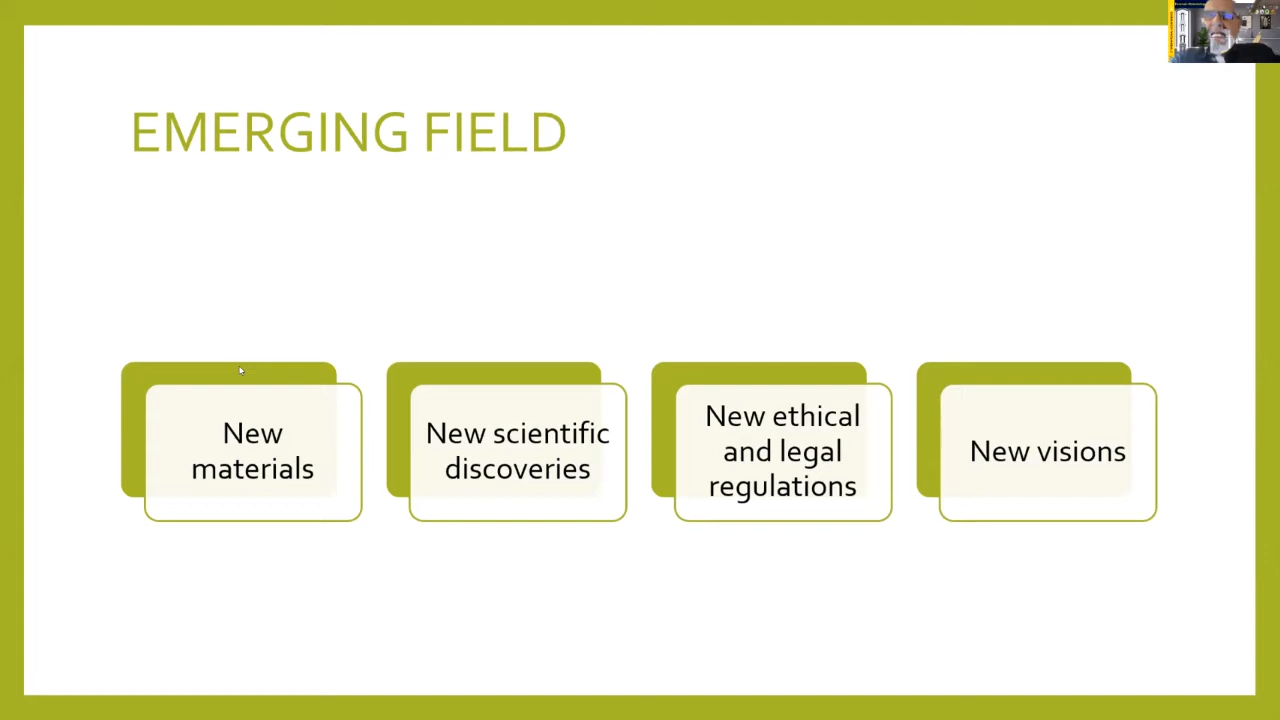 EMERGING FIELD
New
materials
New scientific
discoveries
New ethical
and legal
regulations
New visions